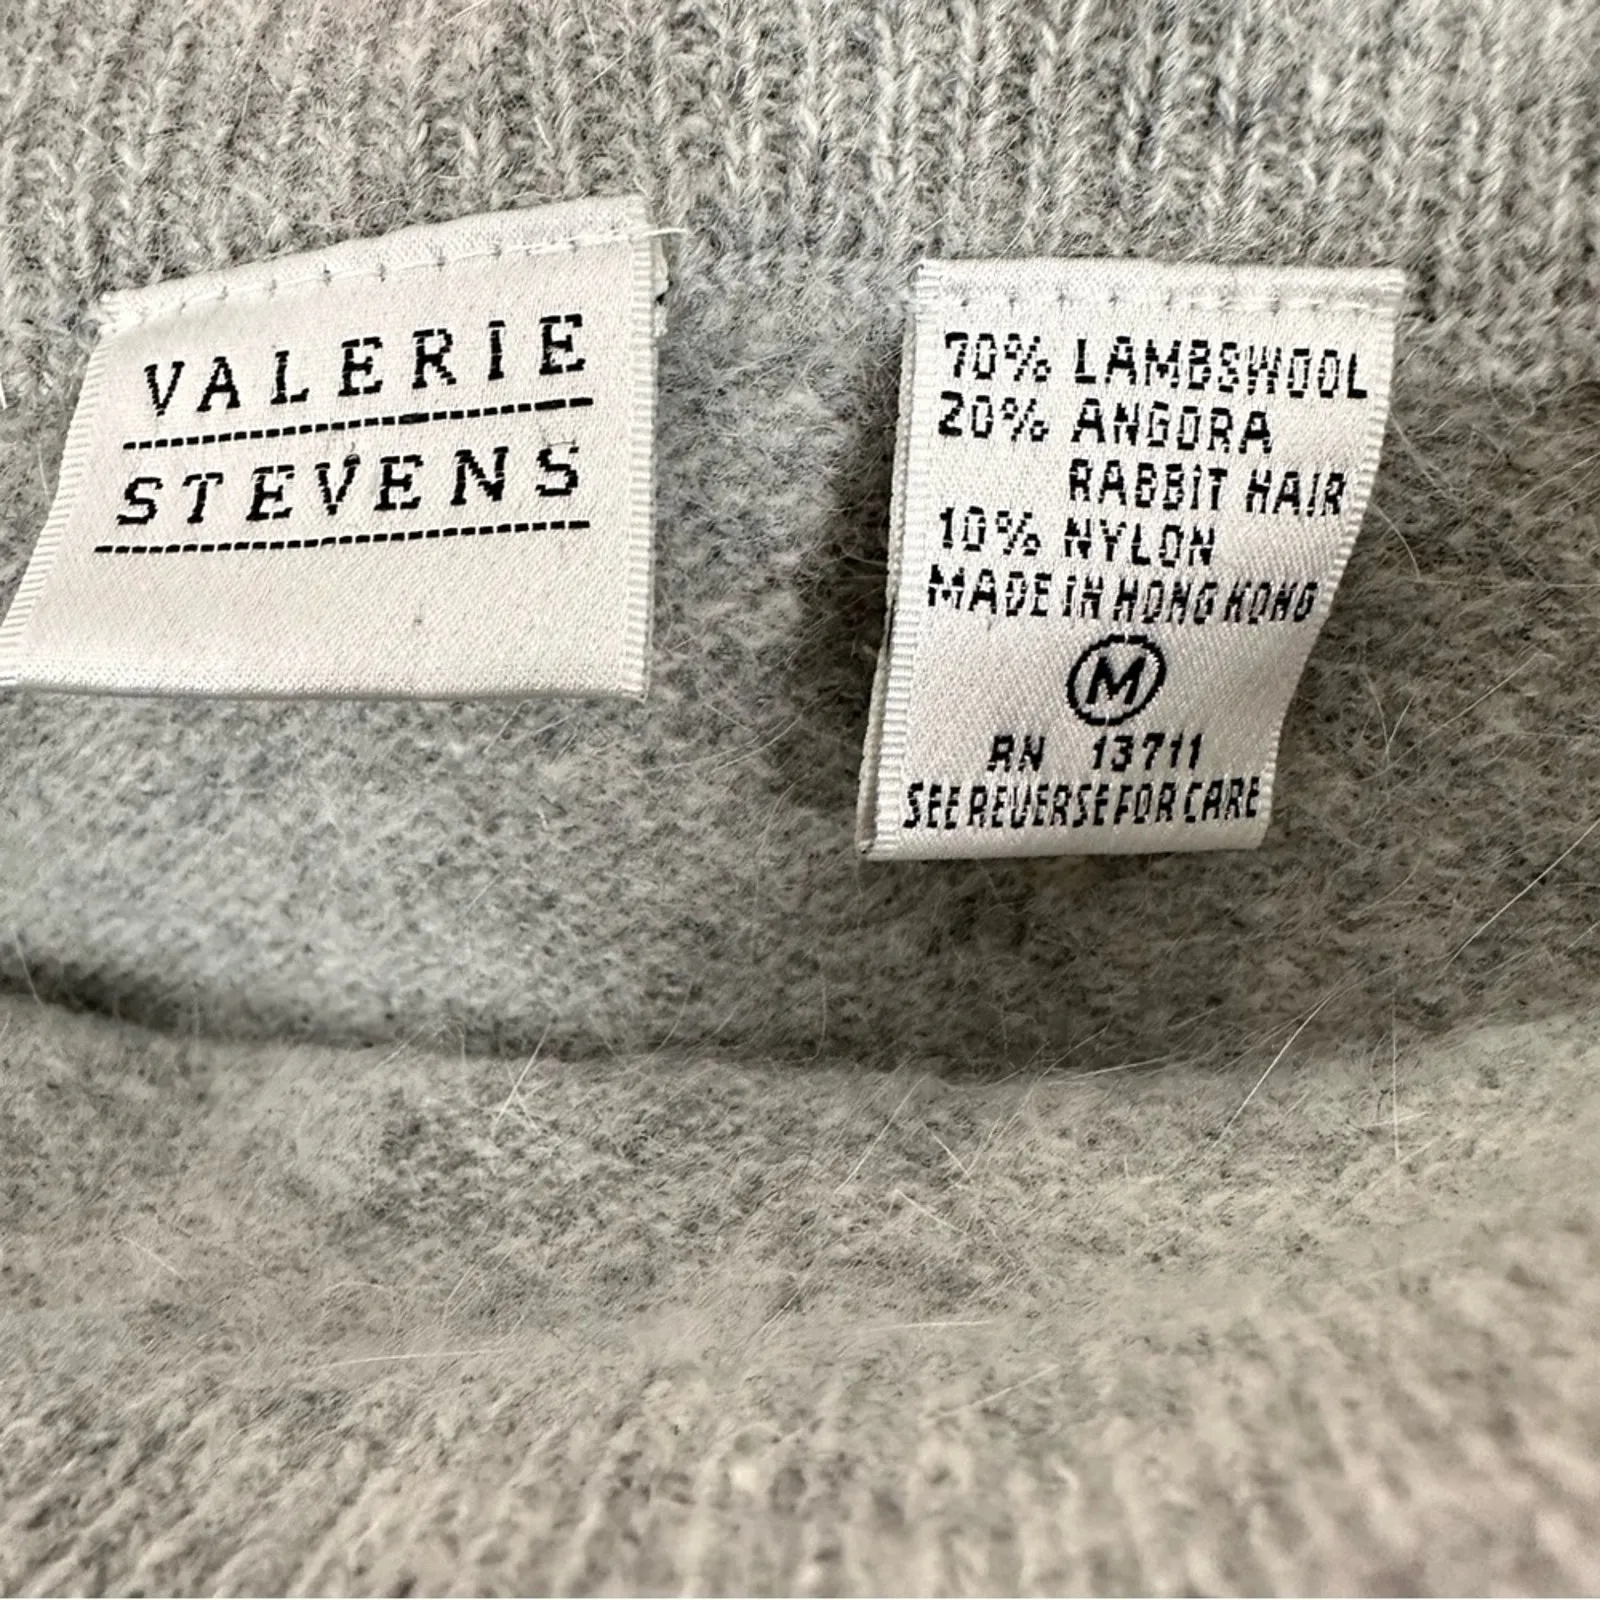 VALERIE
STEVENS
70% LAMBSWOOL
20% ANGORA
RABBIT HAIR
10% NYLON
MADE IN HONG KONG
M
RN 13711
SEE REVERSE FOR CARE